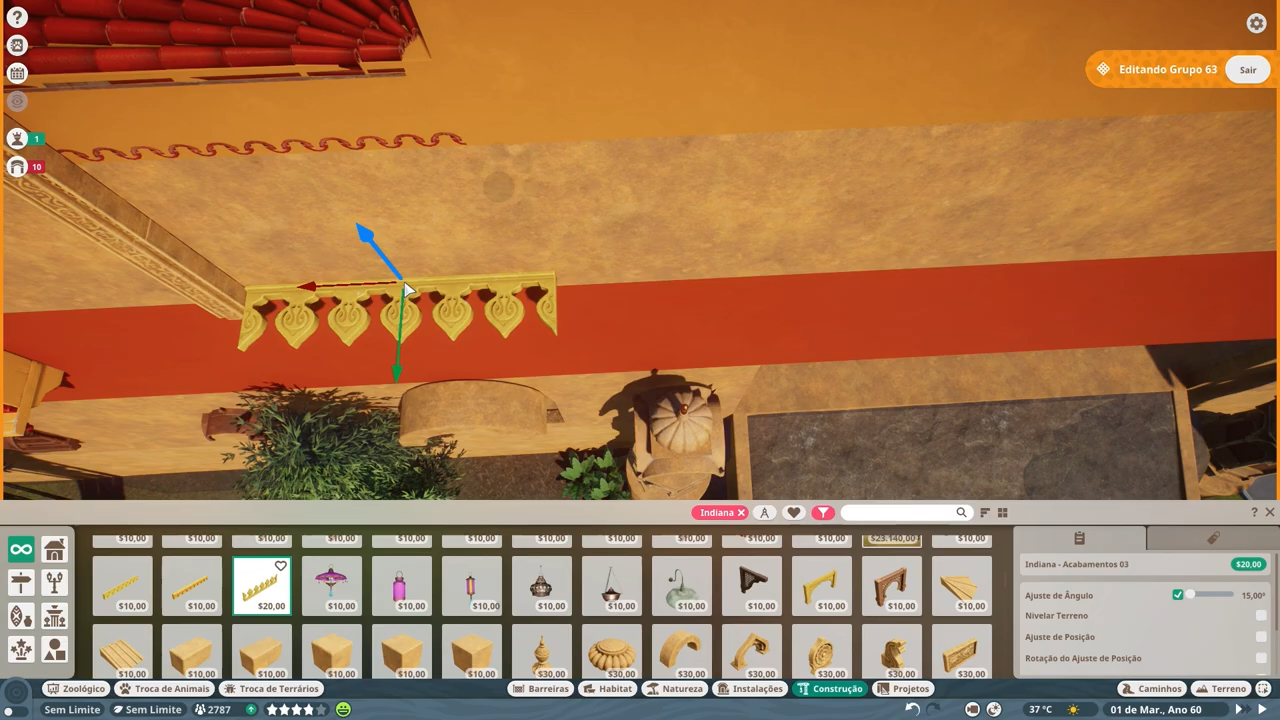 ?
Editando Grupo 63
Sair
1
10
Indiana ×
? ×
$10,00 $10,00 $10,00 $10,00 $10,00 $10,00 $10,00 $10,00 $10,00 $10,00 $10,00 $23.140,00 $10,00
$10,00 $10,00 $20,00 $10,00 $10,00 $10,00 $10,00 $10,00 $10,00 $10,00 $10,00 $10,00 $10,00
$10,00 $10,00 $10,00 $10,00 $10,00 $10,00 $30,00 $30,00 $30,00 $30,00 $30,00 $30,00 $30,00
Indiana - Acabamentos 03 $20,00
Ajuste de Ângulo 15,00°
Nivelar Terreno
Ajuste de Posição
Rotação do Ajuste de Posição
Zoológico Troca de Animais Troca de Terrários Barreiras Habitat Natureza Instalações Construção Projetos Caminhos Terreno
Sem Limite Sem Limite 2787 37 °C 01 de Mar., Ano 60